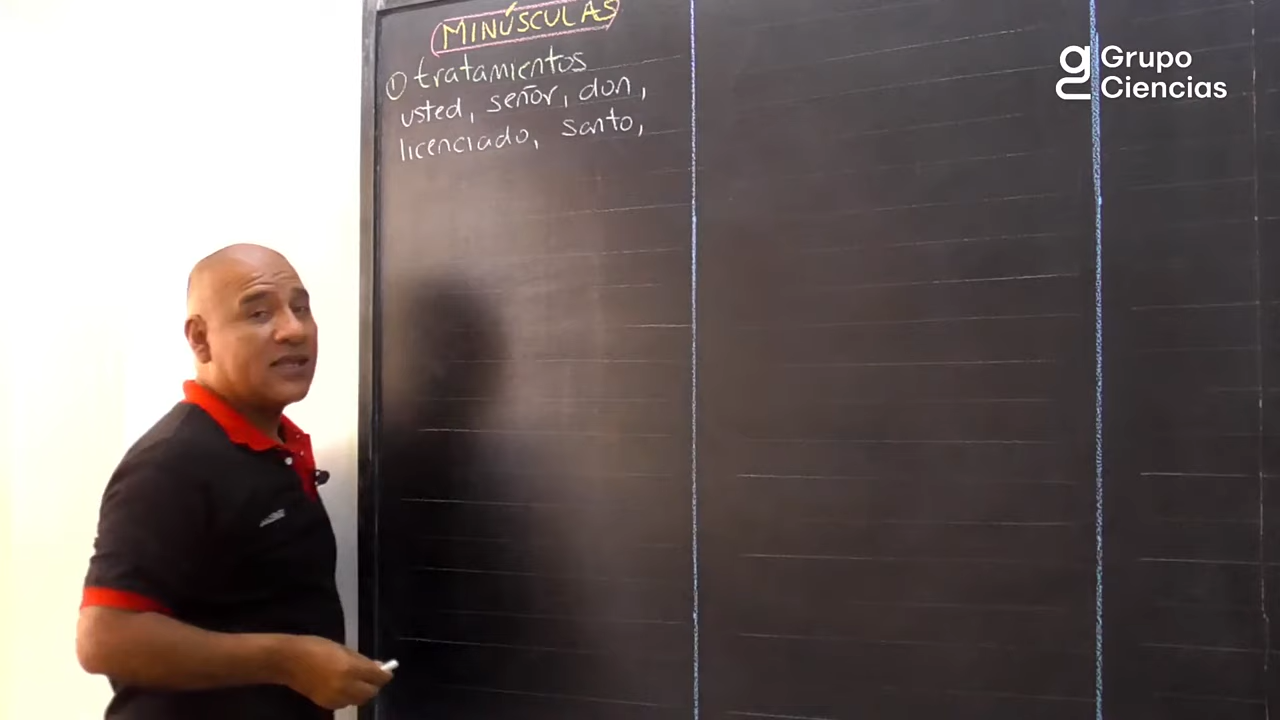 MINÚSCULAS
① tratamientos
usted, señor, don,
licenciado, santo,
Grupo
Ciencias